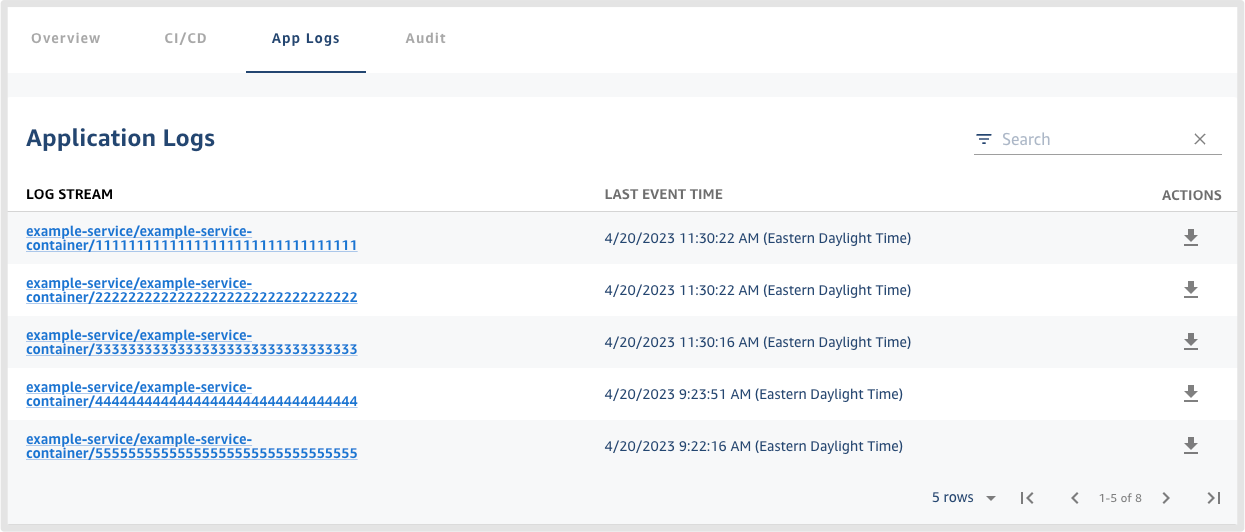 Overview CI/CD App Logs Audit
Application Logs
Search
LOG STREAM LAST EVENT TIME ACTIONS
example-service/example-service-
container/11111111111111111111111111111111 4/20/2023 11:30:22 AM (Eastern Daylight Time)
example-service/example-service-
container/22222222222222222222222222222222 4/20/2023 11:30:22 AM (Eastern Daylight Time)
example-service/example-service-
container/33333333333333333333333333333333 4/20/2023 11:30:16 AM (Eastern Daylight Time)
example-service/example-service-
container/44444444444444444444444444444444 4/20/2023 9:23:51 AM (Eastern Daylight Time)
example-service/example-service-
container/55555555555555555555555555555555 4/20/2023 9:22:16 AM (Eastern Daylight Time)
5 rows 1-5 of 8